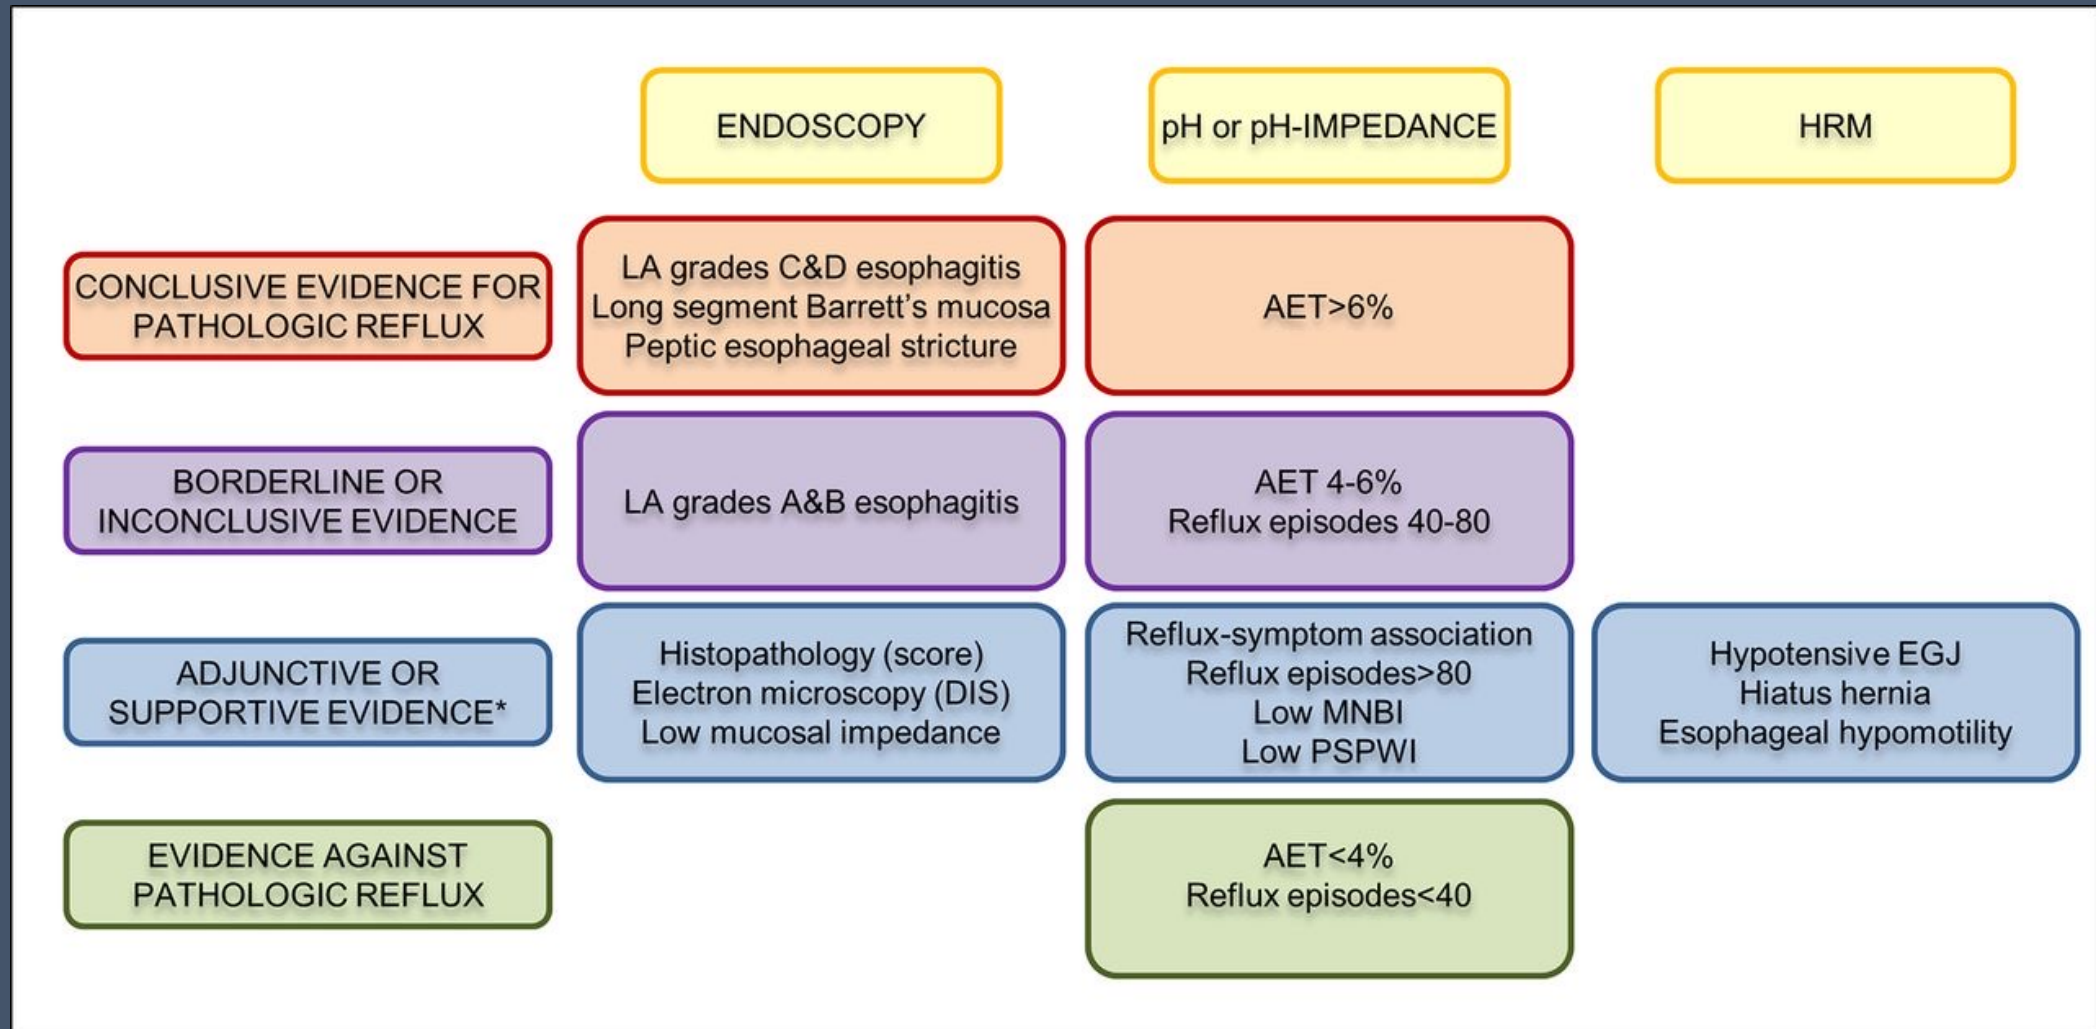 ENDOSCOPY
pH or pH-IMPEDANCE
HRM
CONCLUSIVE EVIDENCE FOR
PATHOLOGIC REFLUX
LA grades C&D esophagitis
Long segment Barrett’s mucosa
Peptic esophageal stricture
AET>6%
BORDERLINE OR
INCONCLUSIVE EVIDENCE
LA grades A&B esophagitis
AET 4-6%
Reflux episodes 40-80
ADJUNCTIVE OR
SUPPORTIVE EVIDENCE*
Histopathology (score)
Electron microscopy (DIS)
Low mucosal impedance
Reflux-symptom association
Reflux episodes>80
Low MNBI
Low PSPWI
Hypotensive EGJ
Hiatus hernia
Esophageal hypomotility
EVIDENCE AGAINST
PATHOLOGIC REFLUX
AET<4%
Reflux episodes<40